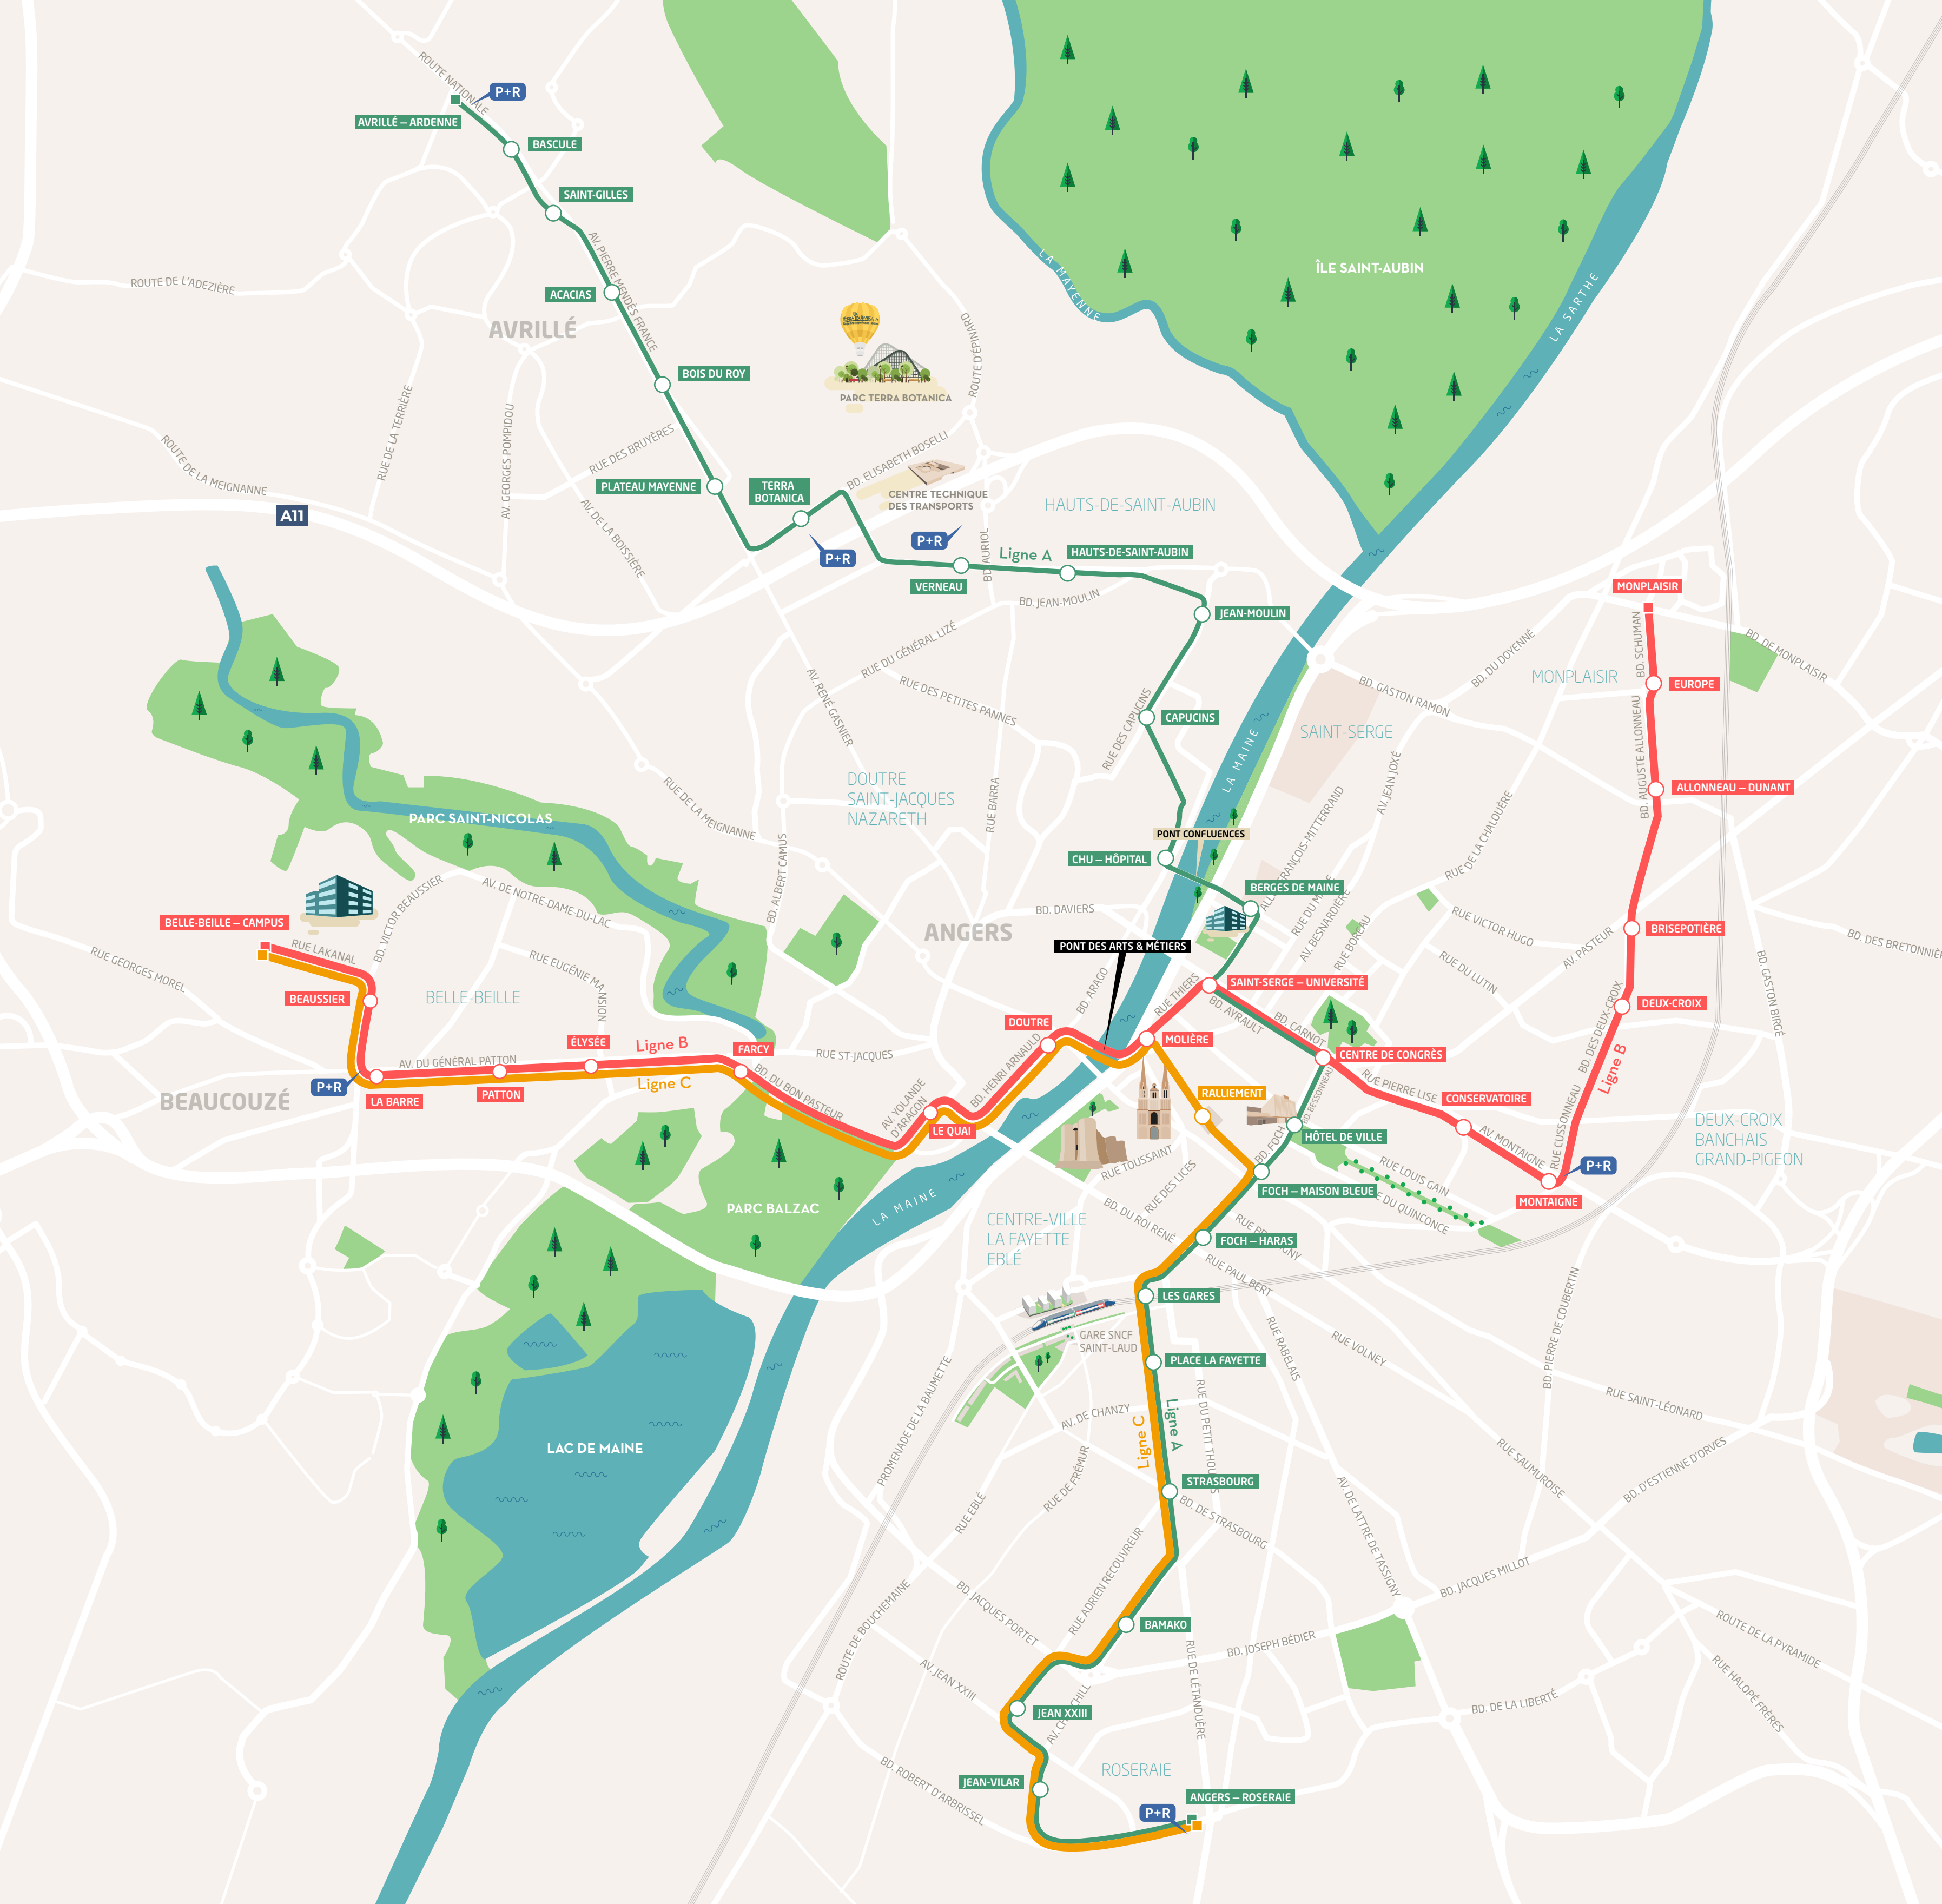 ROUTE NATIONALE
P+R
AVRILLÉ – ARDENNE
BASCULE
SAINT-GILLES
AV. PIERRE MENDÈS FRANCE
ROUTE DE L'ADEZIÈRE
ACACIAS
AVRILLÉ
LA MAYENNE
ÎLE SAINT-AUBIN
LA SARTHE
ROUTE D'ÉPINARD
BOIS DU ROY
PARC TERRA BOTANICA
RUE DE LA TERRIÈRE
AV. GEORGES POMPIDOU
RUE DES BRUYÈRES
ROUTE DE LA MEIGNANNE
PLATEAU MAYENNE
TERRA
BOTANICA
BD. ELISABETH BOSELLI
CENTRE TECHNIQUE
DES TRANSPORTS
HAUTS-DE-SAINT-AUBIN
A11
AV. DE LA BOISSIÈRE
P+R
P+R
BD. AURIOL
Ligne A
HAUTS-DE-SAINT-AUBIN
VERNEAU
BD. JEAN-MOULIN
JEAN-MOULIN
MONPLAISIR
BD. SCHUMAN
BD. DE MONPLAISIR
RUE DU GÉNÉRAL LIZÉ
RUE DES PETITES PANNES
AV. RENÉ GASNIER
BD. DU DOYENNÉ
MONPLAISIR
EUROPE
BD. GASTON RAMON
RUE DES CAPUCINS
CAPUCINS
SAINT-SERGE
LA MAINE
AV. JEAN JOXÉ
BD. AUGUSTE ALLONNEAU
ALLONNEAU – DUNANT
DOUTRE
SAINT-JACQUES
NAZARETH
RUE BARRA
RUE DE LA MEIGNANNE
PARC SAINT-NICOLAS
PONT CONFLUENCES
RUE DE LA CHALOUÈRE
CHU – HÔPITAL
BERGES DE MAINE
BD. ALBERT CAMUS
AV. DE NOTRE-DAME-DU-LAC
BD. VICTOR BEAUSSIER
BELLE-BEILLE – CAMPUS
RUE LAKANAL
RUE GEORGES MOREL
BEAUSSIER
BELLE-BEILLE
RUE EUGÉNIE MANSION
ANGERS
BD. DAVIERS
PONT DES ARTS & MÉTIERS
AV. BESNARDIÈRE
RUE BOREAU
RUE VICTOR HUGO
RUE DU LUTIN
AV. PASTEUR
BRISEPOTIÈRE
BD. GASTON BIRGÉ
SAINT-SERGE – UNIVERSITÉ
BD. ARAGO
RUE THIERS
BD. AYRAULT
BD. CARNOT
DOUTRE
MOLIÈRE
DEUX-CROIX
BD. DES DEUX-CROIX
CENTRE DE CONGRÈS
ÉLYSÉE
Ligne B
FARCY
RUE ST-JACQUES
AV. DU GÉNÉRAL PATTON
Ligne C
P+R
LA BARRE
PATTON
BEAUCOUZÉ
BD. DU BON PASTEUR
AV. YOLANDE
D'ARAGON
BD. HENRI ARNAULD
LE QUAI
RALLIEMENT
BD. BESSONNEAU
RUE PIERRE LISE
CONSERVATOIRE
Ligne B
HÔTEL DE VILLE
BD. FOCH
AV. MONTAIGNE
RUE CUSSONNEAU
DEUX-CROIX
BANCHAIS
GRAND-PIGEON
P+R
MONTAIGNE
RUE TOUSSAINT
RUE DES LICES
RUE LOUIS GAIN
FOCH – MAISON BLEUE
PARC BALZAC
LA MAINE
BD. DU ROI RENÉ
CENTRE-VILLE
LA FAYETTE
EBLÉ
FOCH – HARAS
RUE PAUL BERT
LES GARES
GARE SNCF
SAINT-LAUD
RUE RABELAIS
RUE VOLNEY
BD. PIERRE DE COUBERTIN
PLACE LA FAYETTE
RUE SAINT-LÉONARD
PROMENADE DE LA BAUMETTE
AV. DE CHANZY
Ligne C
Ligne A
LAC DE MAINE
RUE DE FRÉMUR
STRASBOURG
BD. DE STRASBOURG
RUE EBLÉ
RUE SAUMUROISE
BD. D'ESTIENNE D'ORVES
AV. DE LATTRE DE TASSIGNY
RUE ADRIEN RECOUVREUR
BD. JACQUES MILLOT
ROUTE DE BOUCHEMAINE
BD. JACQUES PORTET
BAMAKO
BD. JOSEPH BÉDIER
RUE DE LÉTANDUÈRE
ROUTE DE LA PYRAMIDE
RUE HALOPÉ FRÈRES
AV. JEAN XXIII
JEAN XXIII
BD. DE LA LIBERTÉ
ROSERAIE
BD. ROBERT D'ARBRISSEL
JEAN-VILAR
ANGERS – ROSERAIE
P+R